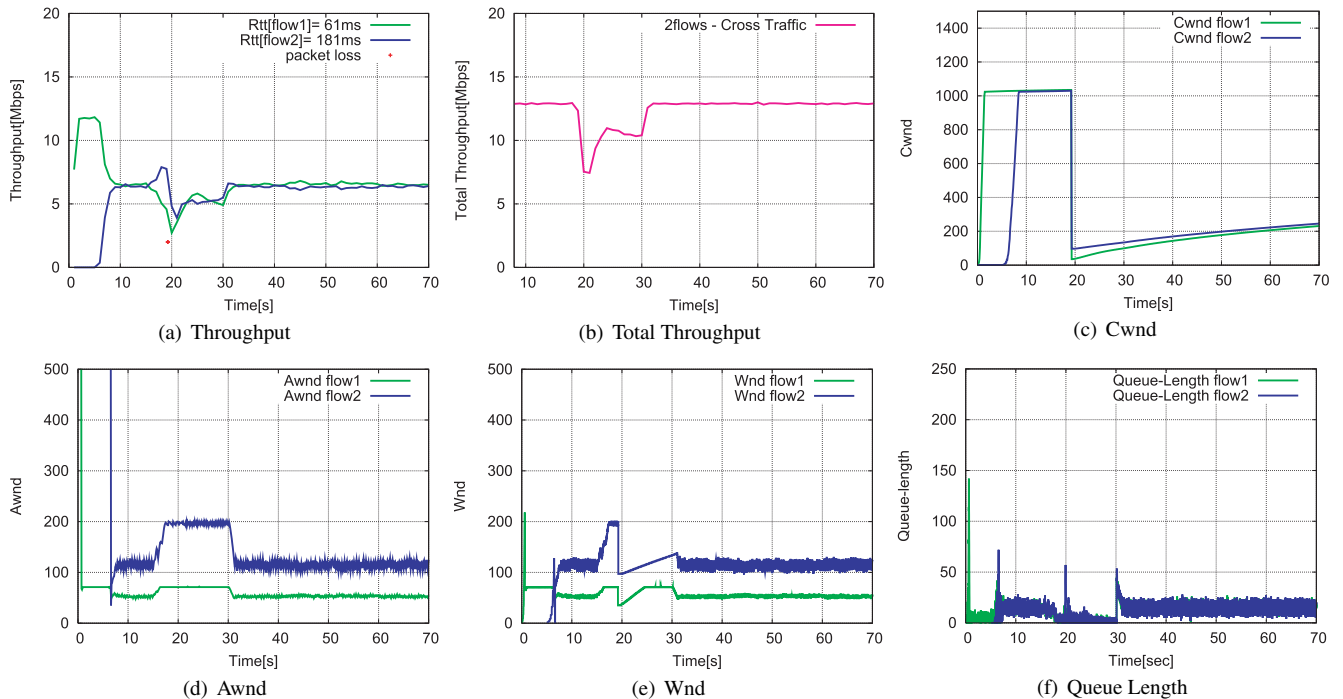 Rtt[flow1]= 61ms
Rtt[flow2]= 181ms
packet loss
Throughput[Mbps]
20
15
10
5
0
0 10 20 30 40 50 60 70
Time[s]
(a) Throughput
2flows - Cross Traffic
Total Throughput[Mbps]
20
15
10
5
0
10 20 30 40 50 60 70
Time[s]
(b) Total Throughput
Cwnd flow1
Cwnd flow2
Cwnd
1400
1200
1000
800
600
400
200
0
0 10 20 30 40 50 60 70
Time[s]
(c) Cwnd
Awnd flow1
Awnd flow2
Awnd
500
400
300
200
100
0
0 10 20 30 40 50 60 70
Time[s]
(d) Awnd
Wnd flow1
Wnd flow2
Wnd
500
400
300
200
100
0
0 10 20 30 40 50 60 70
Time[s]
(e) Wnd
Queue-Length flow1
Queue-Length flow2
Queue-length
250
200
150
100
50
0
0 10 20 30 40 50 60 70
Time[sec]
(f) Queue Length